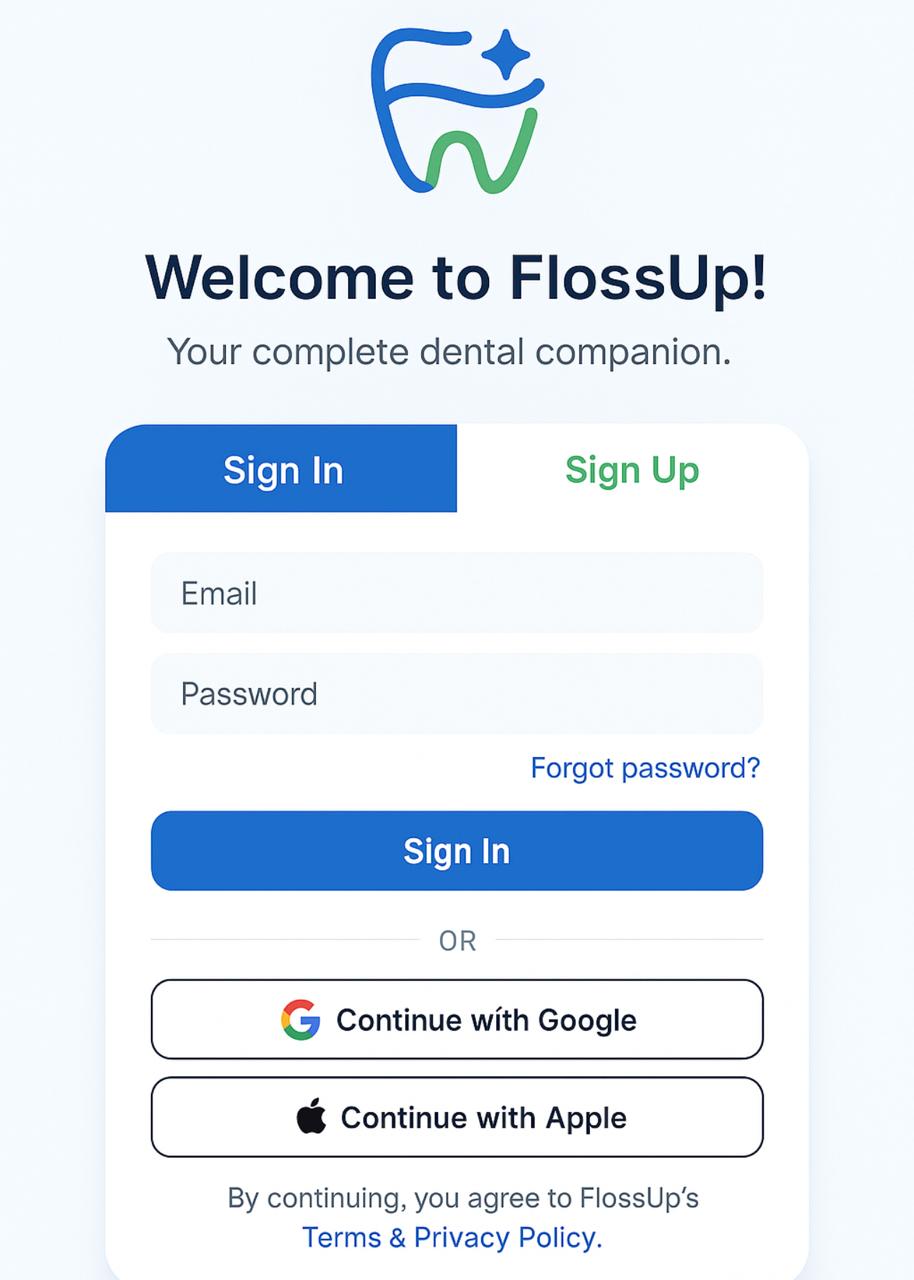 Welcome to FlossUp!
Your complete dental companion.
Sign In
Sign Up
Email
Password
Forgot password?
Sign In
OR
Continue wíth Google
Continue with Apple
By continuing, you agree to FlossUp’s
Terms & Privacy Policy.